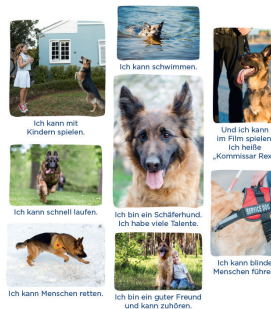 Ich kann schwimmen.
Ich kann mit
Kindern spielen.
Und ich kann
im Film spielen
Ich heiße
„Kommissar Rex
Ich kann schnell laufen.
Ich bin ein Schäferhund.
Ich habe viele Talente.
SERVICE DOG
Ich kann blinde
Menschen führe
Ich kann Menschen retten.
Ich bin ein guter Freund
und kann zuhören.